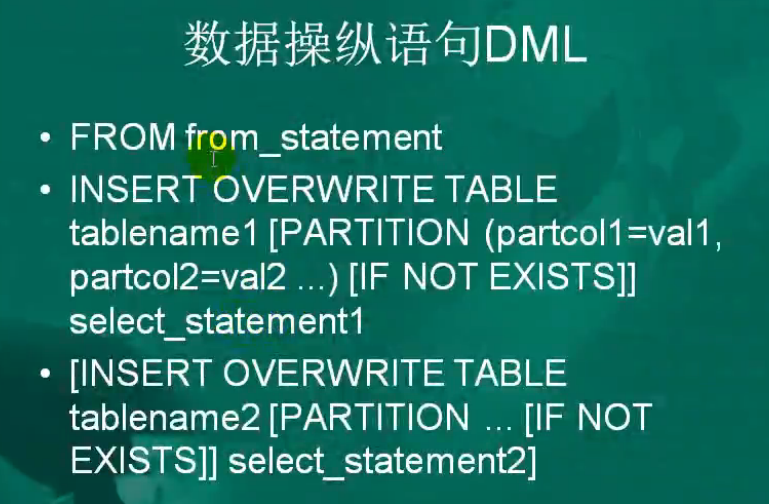 数据操纵语句DML
• FROM from_statement
• INSERT OVERWRITE TABLE
tablename1 [PARTITION (partcol1=val1,
partcol2=val2 ...) [IF NOT EXISTS]]
select_statement1
• [INSERT OVERWRITE TABLE
tablename2 [PARTITION ... [IF NOT
EXISTS]] select_statement2]